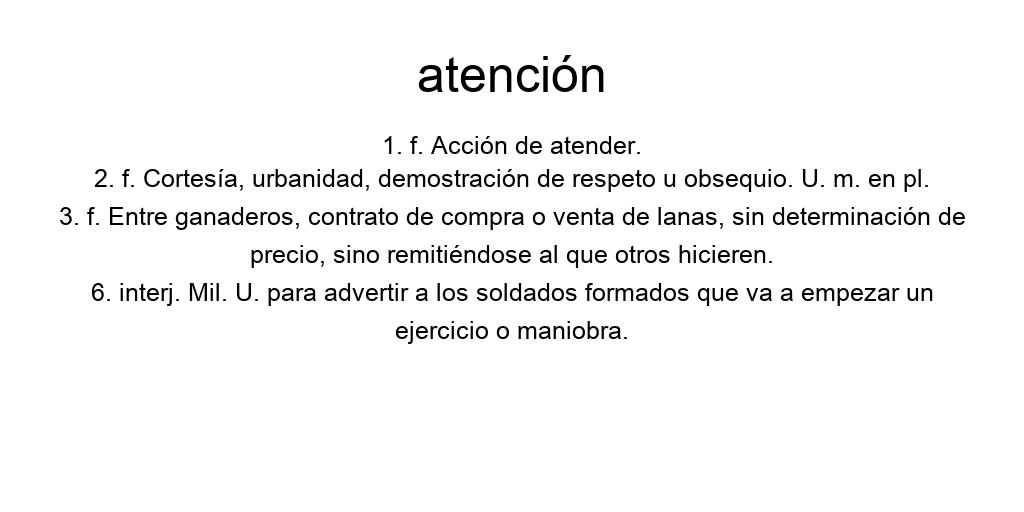 atención
1. f. Acción de atender.
2. f. Cortesía, urbanidad, demostración de respeto u obsequio. U. m. en pl.
3. f. Entre ganaderos, contrato de compra o venta de lanas, sin determinación de
precio, sino remitiéndose al que otros hicieren.
6. interj. Mil. U. para advertir a los soldados formados que va a empezar un
ejercicio o maniobra.